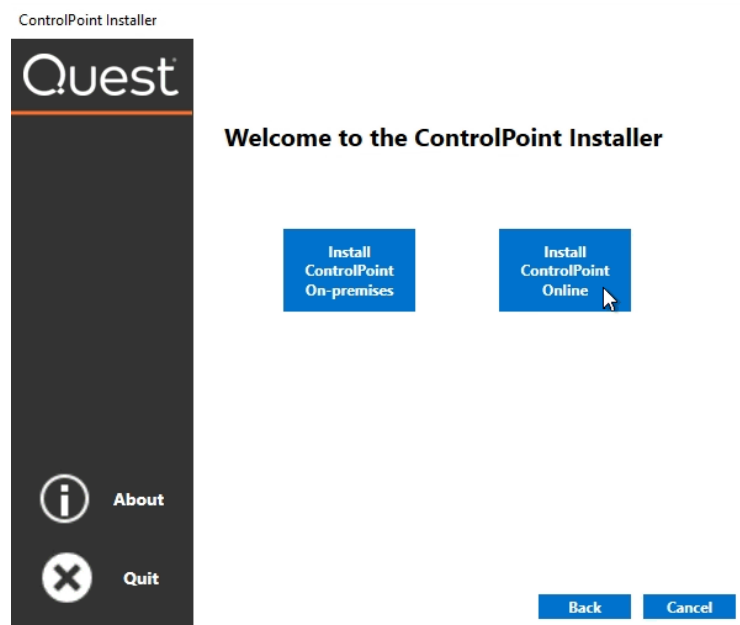 ControlPoint Installer
Quest
Welcome to the ControlPoint Installer
Install
ControlPoint
On-premises
Install
ControlPoint
Online
About
Quit
Back
Cancel